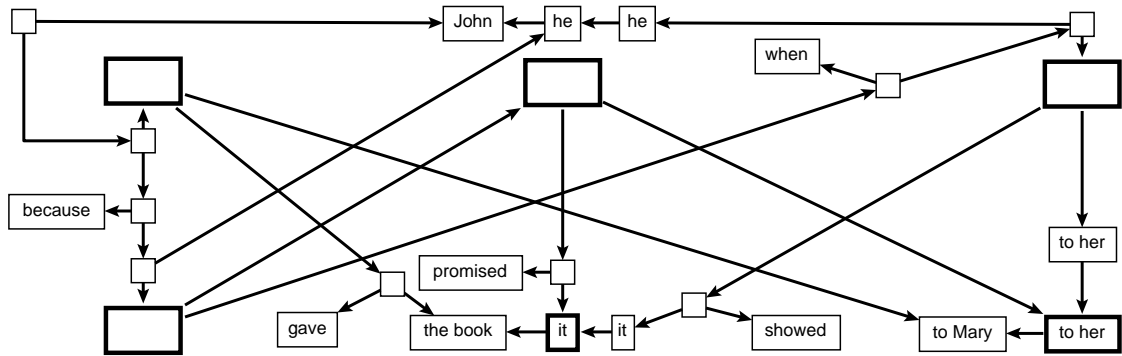 John
he
he
when
because
to her
promised
gave
the book
it
it
showed
to Mary
to her